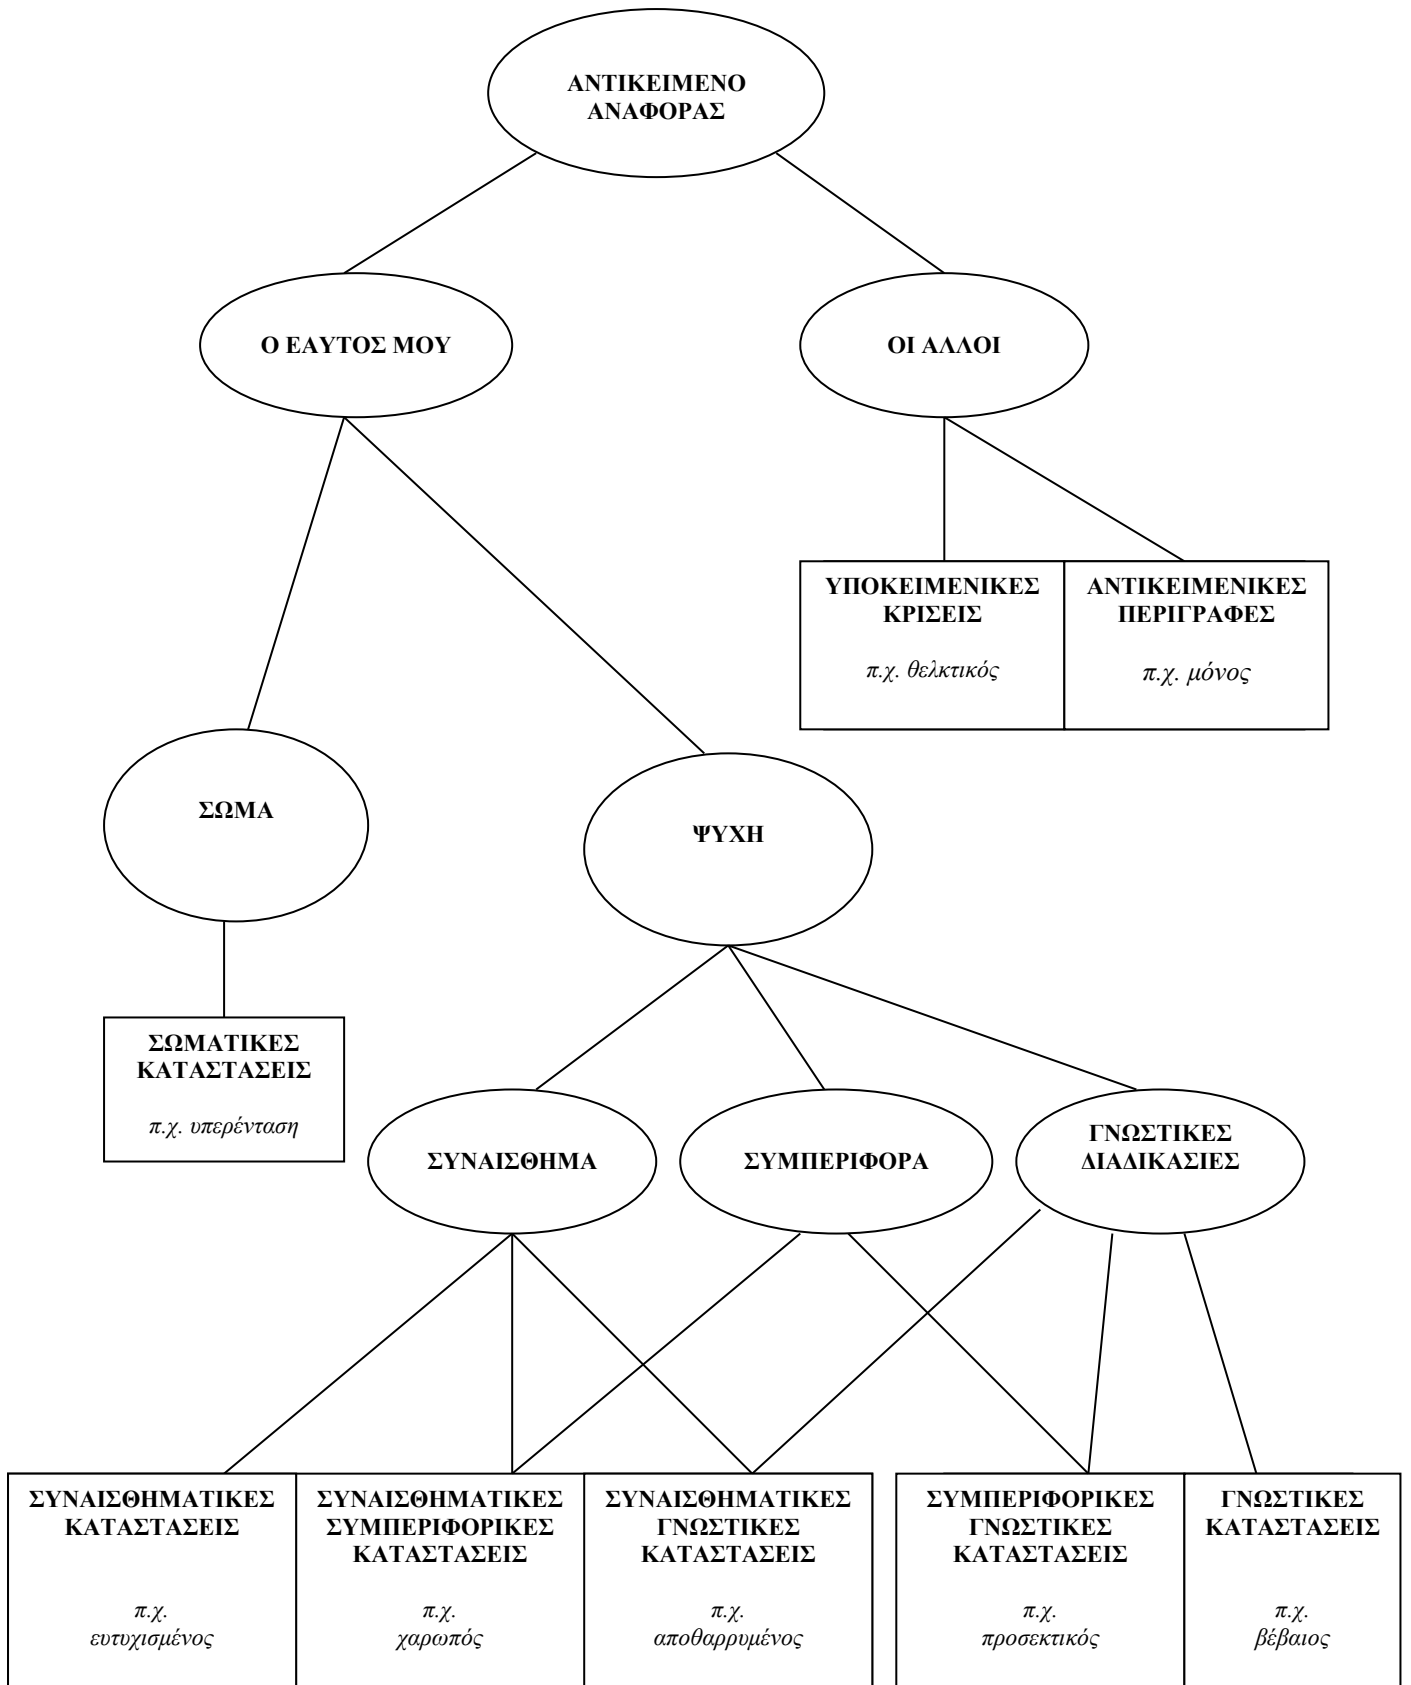 ΑΝΤΙΚΕΙΜΕΝΟ
ΑΝΑΦΟΡΑΣ
Ο ΕΑΥΤΟΣ ΜΟΥ
ΟΙ ΑΛΛΟΙ
ΥΠΟΚΕΙΜΕΝΙΚΕΣ
ΚΡΙΣΕΙΣ
π.χ. θελκτικός
ΑΝΤΙΚΕΙΜΕΝΙΚΕΣ
ΠΕΡΙΓΡΑΦΕΣ
π.χ. μόνος
ΣΩΜΑ
ΨΥΧΗ
ΣΩΜΑΤΙΚΕΣ
ΚΑΤΑΣΤΑΣΕΙΣ
π.χ. υπερένταση
ΣΥΝΑΙΣΘΗΜΑ
ΣΥΜΠΕΡΙΦΟΡΑ
ΓΝΩΣΤΙΚΕΣ
ΔΙΑΔΙΚΑΣΙΕΣ
ΣΥΝΑΙΣΘΗΜΑΤΙΚΕΣ
ΚΑΤΑΣΤΑΣΕΙΣ
π.χ.
ευτυχισμένος
ΣΥΝΑΙΣΘΗΜΑΤΙΚΕΣ
ΣΥΜΠΕΡΙΦΟΡΙΚΕΣ
ΚΑΤΑΣΤΑΣΕΙΣ
π.χ.
χαρωπός
ΣΥΝΑΙΣΘΗΜΑΤΙΚΕΣ
ΓΝΩΣΤΙΚΕΣ
ΚΑΤΑΣΤΑΣΕΙΣ
π.χ.
αποθαρρυμένος
ΣΥΜΠΕΡΙΦΟΡΙΚΕΣ
ΓΝΩΣΤΙΚΕΣ
ΚΑΤΑΣΤΑΣΕΙΣ
π.χ.
προσεκτικός
ΓΝΩΣΤΙΚΕΣ
ΚΑΤΑΣΤΑΣΕΙΣ
π.χ.
βέβαιος